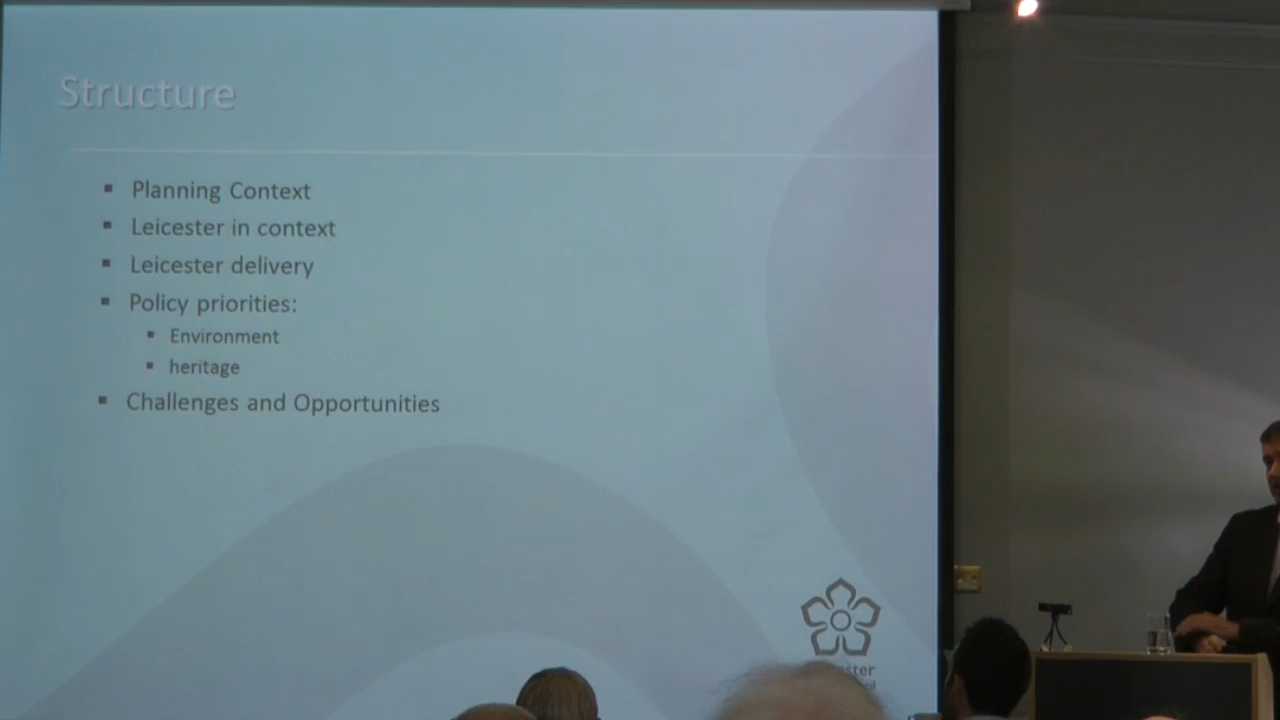 Structure
Planning Context
Leicester in context
Leicester delivery
Policy priorities:
Environment
heritage
Challenges and Opportunities